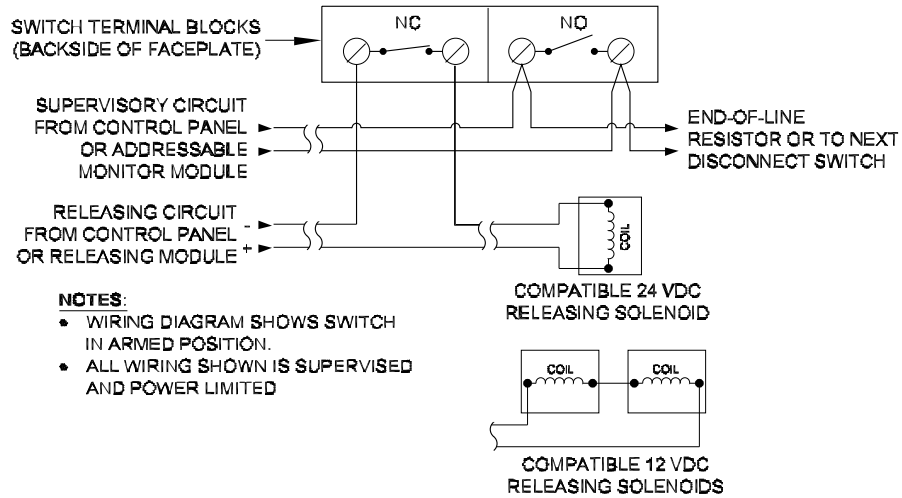 SWITCH TERMINAL BLOCKS
(BACKSIDE OF FACEPLATE)
NC
NO
SUPERVISORY CIRCUIT
FROM CONTROL PANEL
OR ADDRESSABLE
MONITOR MODULE
END-OF-LINE
RESISTOR OR TO NEXT
DISCONNECT SWITCH
RELEASING CIRCUIT -
FROM CONTROL PANEL
OR RELEASING MODULE +
COIL
COMPATIBLE 24 VDC
RELEASING SOLENOID
NOTES:
• WIRING DIAGRAM SHOWS SWITCH
IN ARMED POSITION.
• ALL WIRING SHOWN IS SUPERVISED
AND POWER LIMITED
COIL
COIL
COMPATIBLE 12 VDC
RELEASING SOLENOIDS